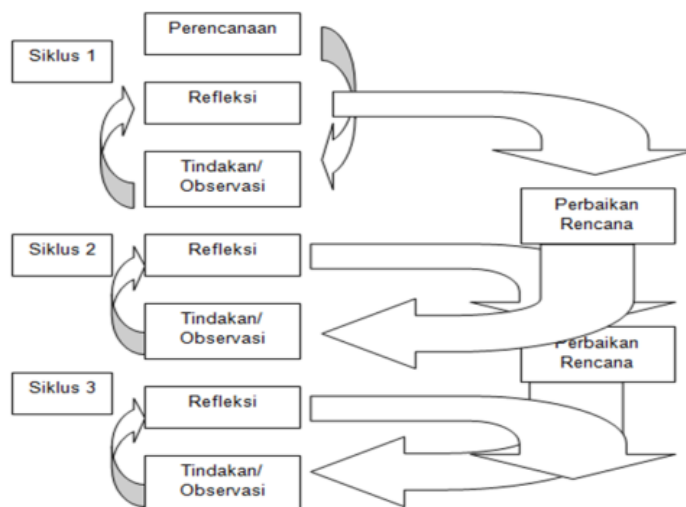 Perencanaan
Siklus 1
Refleksi
Tindakan/
Observasi
Perbaikan
Rencana
Siklus 2
Refleksi
Tindakan/
Observasi
Perbaikan
Rencana
Siklus 3
Refleksi
Tindakan/
Observasi